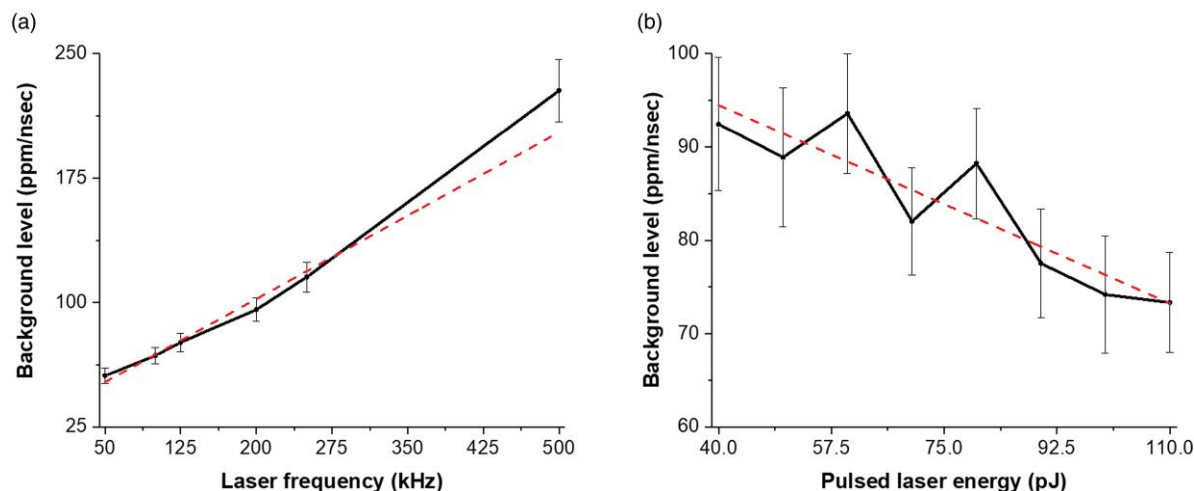 (a)
250
175
100
25
Background level (ppm/nsec)
50 125 200 275 350 425 500
Laser frequency (kHz)
(b)
100
90
80
70
60
Background level (ppm/nsec)
40.0 57.5 75.0 92.5 110.0
Pulsed laser energy (pJ)